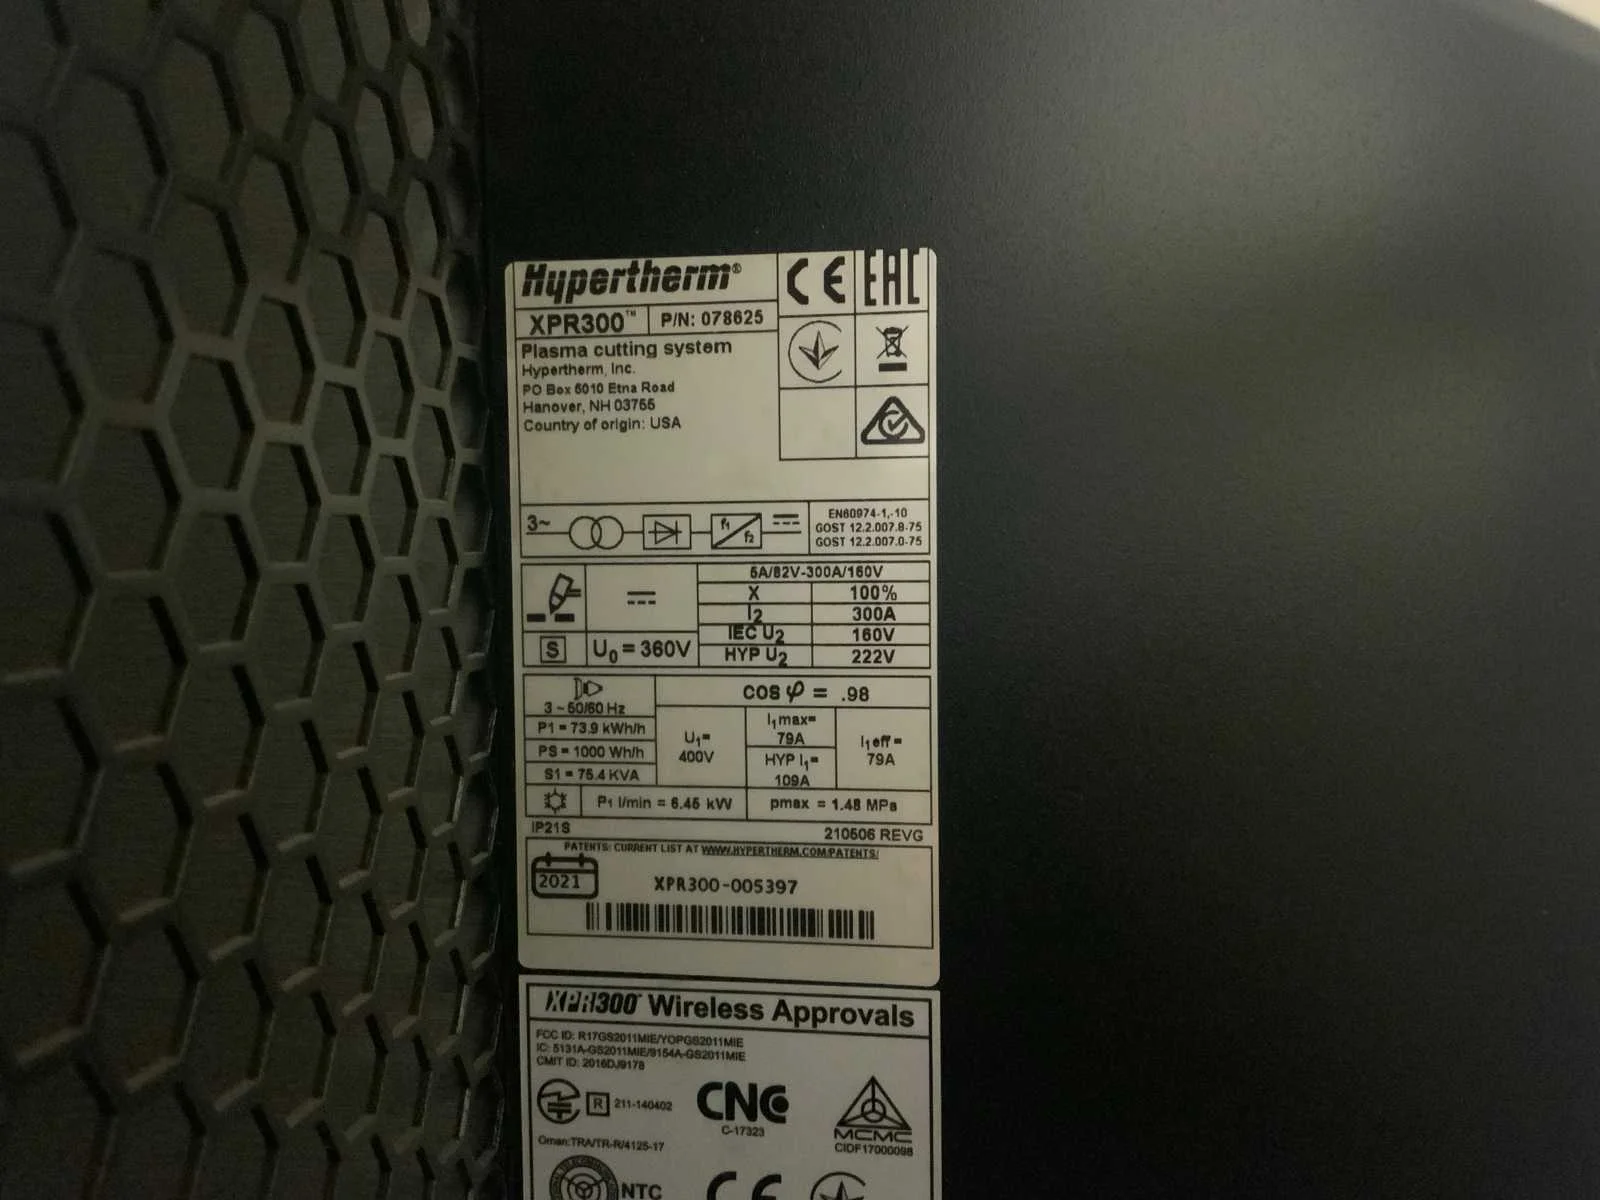 Hypertherm®
CE
EAC
XPR300™
P/N: 078625
Plasma cutting system
Hypertherm, Inc.
PO Box 5010 Etna Road
Hanover, NH 03755
Country of origin: USA
3~
f₁
f₂
EN60974-1,-10
GOST 12.2.007.8-75
GOST 12.2.007.0-75
5A/82V-300A/160V
X 100%
I₂ 300A
S U₀ = 360V
IEC U₂ 160V
HYP U₂ 222V
3 ~ 50/60 Hz
cos φ = .98
P1 = 73.9 kWh/h
PS = 1000 Wh/h
S1 = 75.4 KVA
U₁= 400V
I₁max= 79A
HYP I₁= 109A
I₁eff = 79A
P1 l/min = 6.45 kW
pmax = 1.48 MPa
IP21S
210506 REVG
PATENTS: CURRENT LIST AT WWW.HYPERTHERM.COM/PATENTS/
2021
XPR300-005397
XPR300™ Wireless Approvals
FCC ID: R17GS2011MIE/YOPGS2011MIE
IC: 5131A-GS2011MIE/9154A-GS2011MIE
CMIT ID: 2016DJ9178
R 211-140402
CNC
C-17323
MCMC
CIDF17000098
Oman:TRA/TR-R/4125-17
NTC
CE